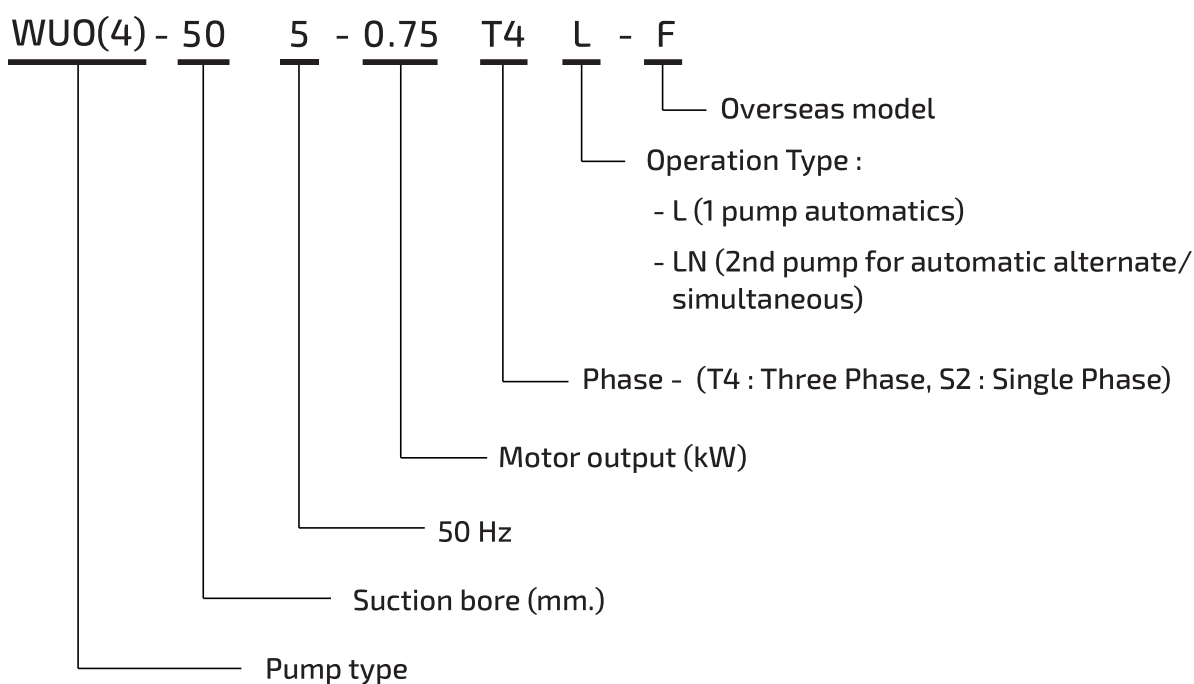 WUO(4) - 50 5 - 0.75 T4 L - F
Overseas model
Operation Type :
- L (1 pump automatics)
- LN (2nd pump for automatic alternate/
simultaneous)
Phase - (T4 : Three Phase, S2 : Single Phase)
Motor output (kW)
50 Hz
Suction bore (mm.)
Pump type